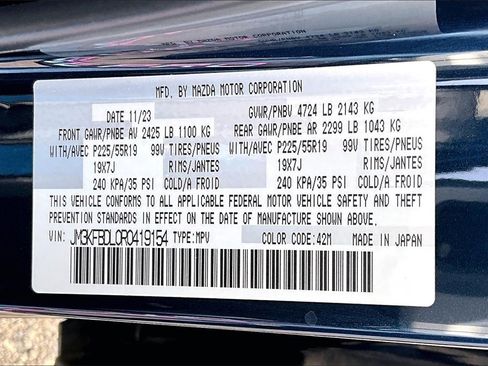 MFD. BY MAZDA MOTOR CORPORATION
DATE 11/23 GVWR/PNBV 4724 LB 2143 KG
FRONT GAWR/PNBE AV 2425 LB 1100 KG REAR GAWR/PNBE AR 2299 LB 1043 KG
WITH/AVEC P225/55R19 99V TIRES/PNEUS WITH/AVEC P225/55R19 99V TIRES/PNEUS
19X7J RIMS/JANTES 19X7J RIMS/JANTES
240 KPA/35 PSI COLD/A FROID 240 KPA/35 PSI COLD/A FROID
THIS VEHICLE CONFORMS TO ALL APPLICABLE FEDERAL MOTOR VEHICLE SAFETY AND THEFT
PREVENTION STANDARDS IN EFFECT ON THE DATE OF MANUFACTURE SHOWN ABOVE.
VIN: JM3KFBDL0R0419154 TYPE:MPV COLOR CODE:42M MADE IN JAPAN